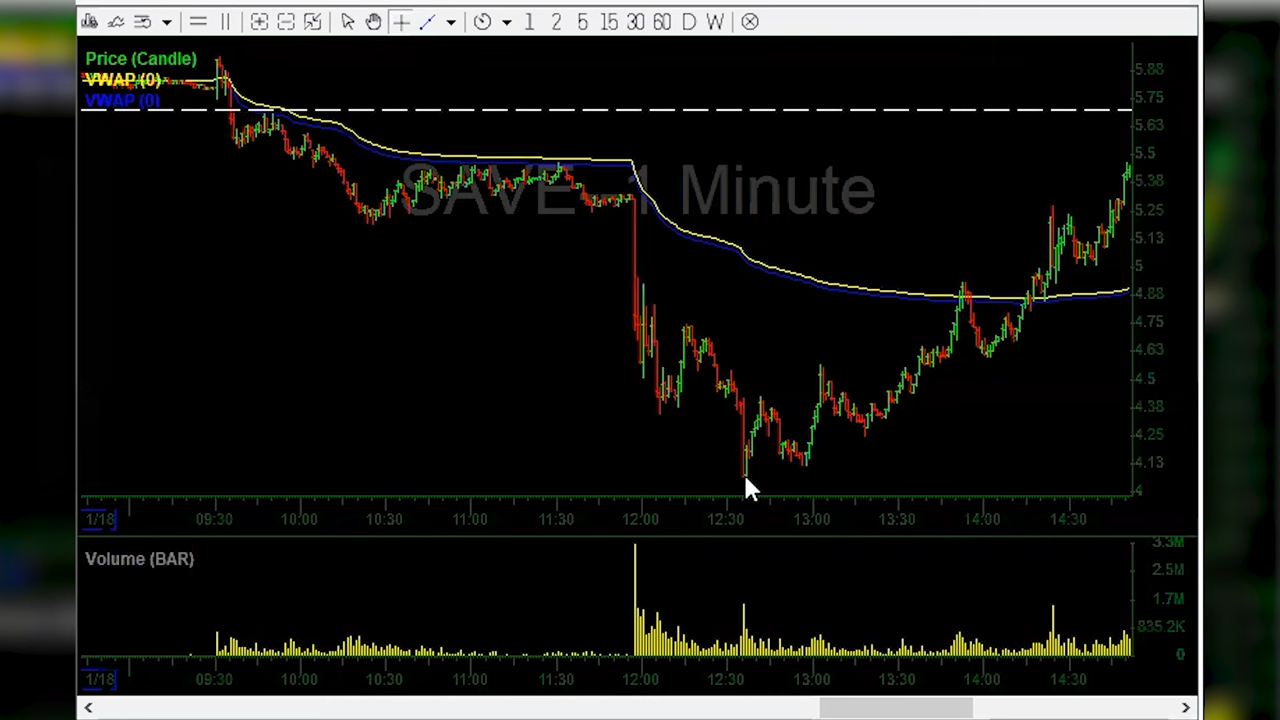 1 2 5 15 30 60 D W
Price (Candle)
VWAP (0)
VWAP (0)
SAVE--1 Minute
5.88
5.75
5.63
5.5
5.38
5.25
5.13
5
4.88
4.75
4.63
4.5
4.38
4.25
4.13
4
1/18 09:30 10:00 10:30 11:00 11:30 12:00 12:30 13:00 13:30 14:00 14:30
Volume (BAR)
3.3M
2.5M
1.7M
835.2K
0
1/18 09:30 10:00 10:30 11:00 11:30 12:00 12:30 13:00 13:30 14:00 14:30